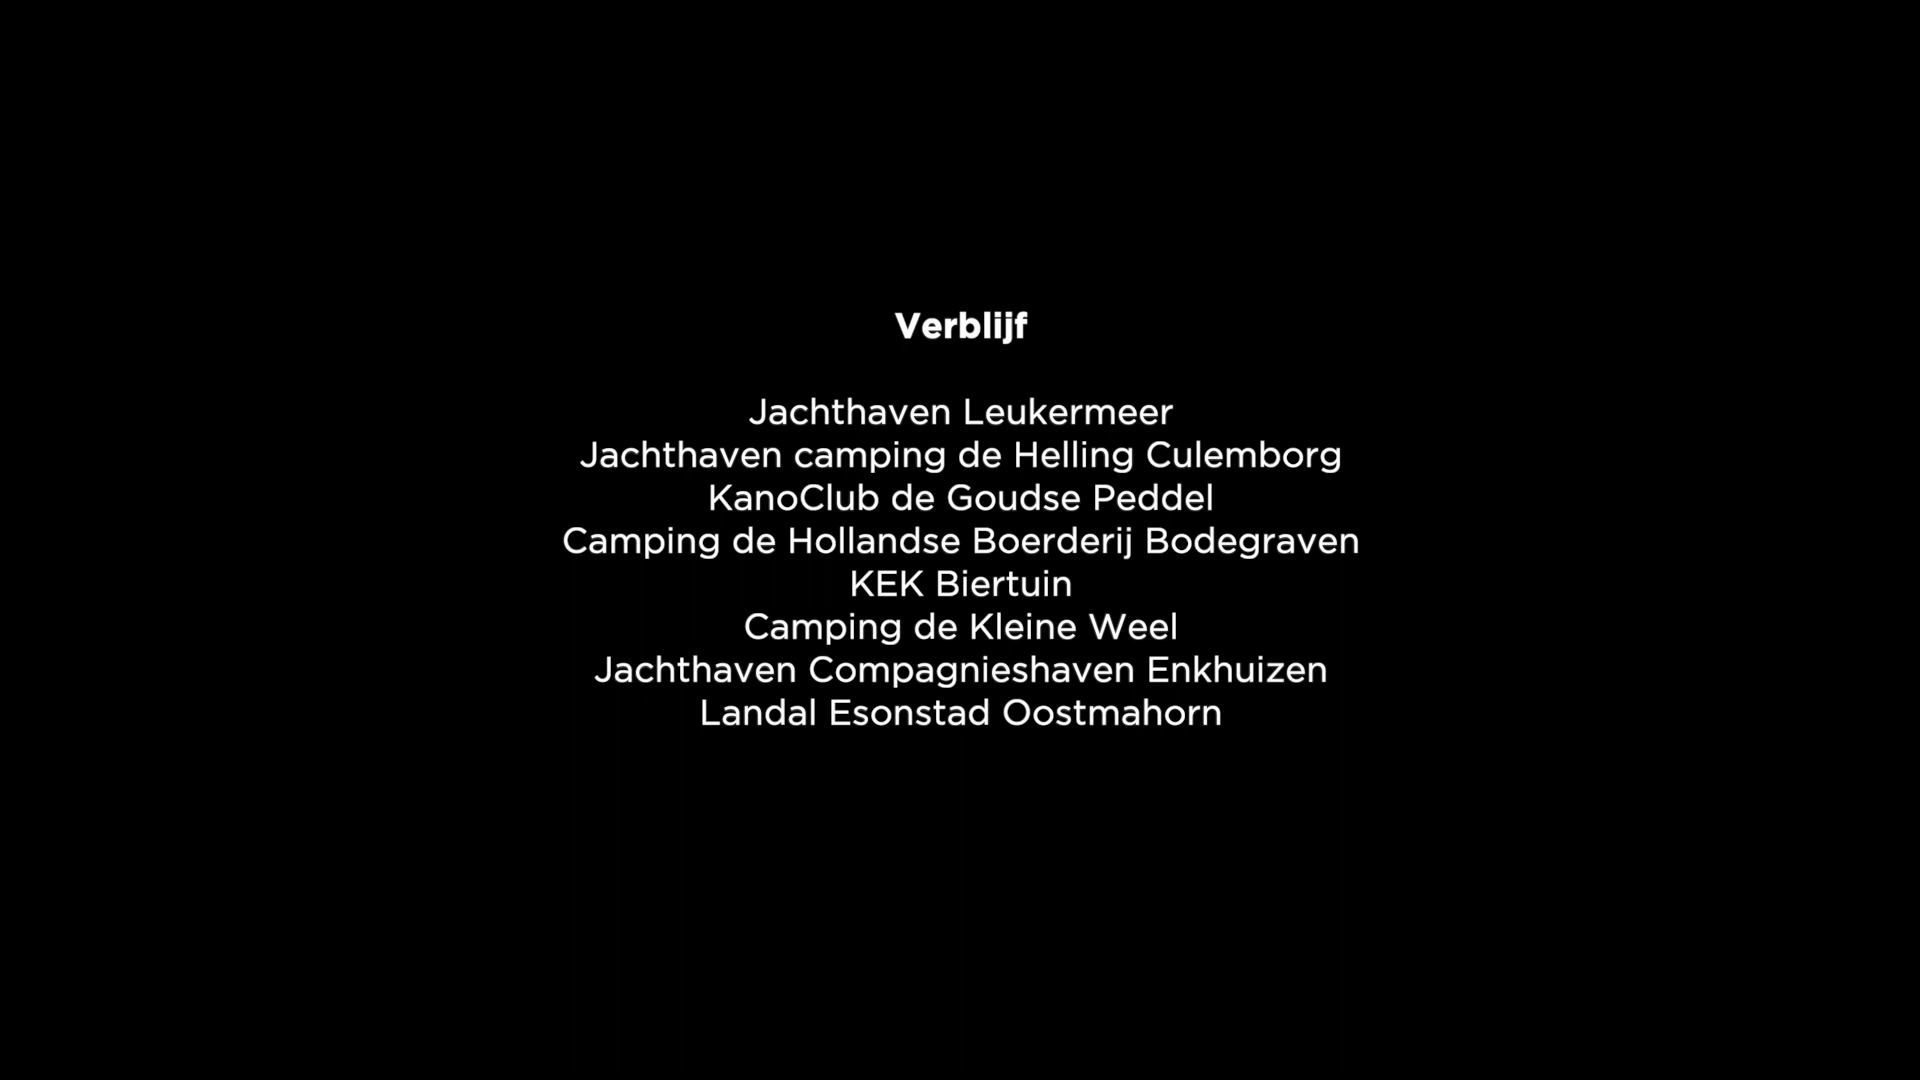 Verblijf
Jachthaven Leukermeer
Jachthaven camping de Helling Culemborg
KanoClub de Goudse Peddel
Camping de Hollandse Boerderij Bodegraven
KEK Biertuin
Camping de Kleine Weel
Jachthaven Compagnieshaven Enkhuizen
Landal Esonstad Oostmahorn